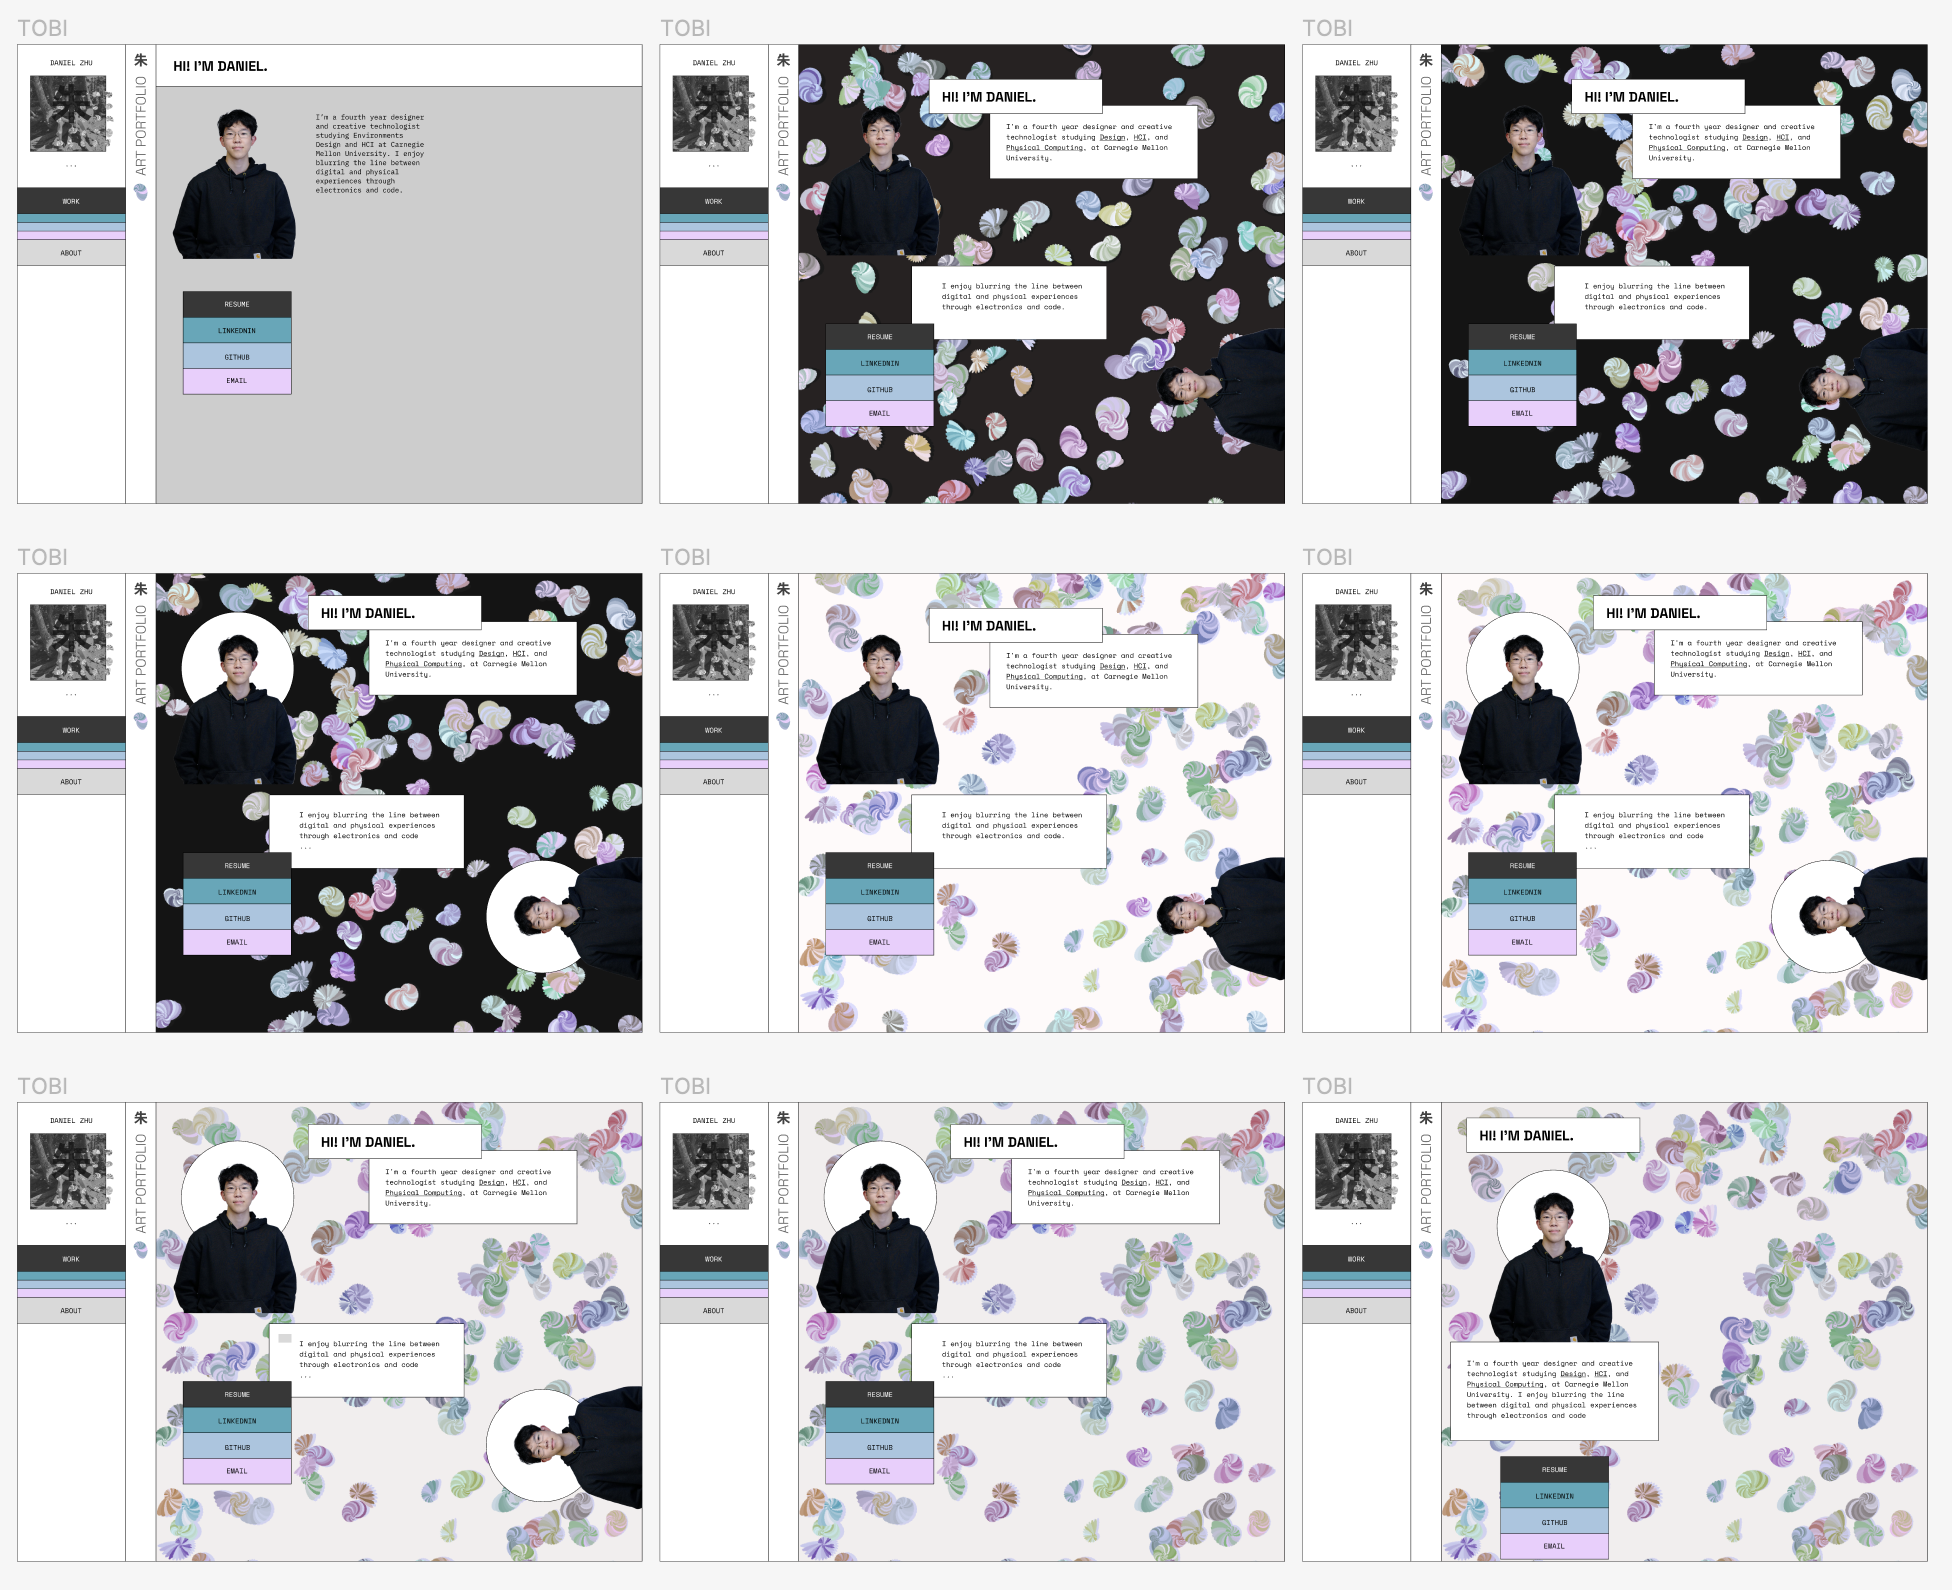 TOBI
DANIEL ZHU
朱
...
WORK
ABOUT
朱
ART PORTFOLIO
HI! I'M DANIEL.
I'm a fourth year designer
and creative technologist
studying Environments
Design and HCI at Carnegie
Mellon University. I enjoy
blurring the line between
digital and physical
experiences through
electronics and code.
RESUME
LINKEDNIN
GITHUB
EMAIL
TOBI
DANIEL ZHU
朱
...
WORK
ABOUT
朱
ART PORTFOLIO
HI! I'M DANIEL.
I'm a fourth year designer and creative
technologist studying Design, HCI, and
Physical Computing, at Carnegie Mellon
University.
I enjoy blurring the line between
digital and physical experiences
through electronics and code.
RESUME
LINKEDNIN
GITHUB
EMAIL
TOBI
DANIEL ZHU
朱
...
WORK
ABOUT
朱
ART PORTFOLIO
HI! I'M DANIEL.
I'm a fourth year designer and creative
technologist studying Design, HCI, and
Physical Computing, at Carnegie Mellon
University.
I enjoy blurring the line between
digital and physical experiences
through electronics and code.
RESUME
LINKEDNIN
GITHUB
EMAIL
TOBI
DANIEL ZHU
朱
...
WORK
ABOUT
朱
ART PORTFOLIO
HI! I'M DANIEL.
I'm a fourth year designer and creative
technologist studying Design, HCI, and
Physical Computing, at Carnegie Mellon
University.
I enjoy blurring the line between
digital and physical experiences
through electronics and code
...
RESUME
LINKEDNIN
GITHUB
EMAIL
TOBI
DANIEL ZHU
朱
...
WORK
ABOUT
朱
ART PORTFOLIO
HI! I'M DANIEL.
I'm a fourth year designer and creative
technologist studying Design, HCI, and
Physical Computing, at Carnegie Mellon
University.
I enjoy blurring the line between
digital and physical experiences
through electronics and code.
RESUME
LINKEDNIN
GITHUB
EMAIL
TOBI
DANIEL ZHU
朱
...
WORK
ABOUT
朱
ART PORTFOLIO
HI! I'M DANIEL.
I'm a fourth year designer and creative
technologist studying Design, HCI, and
Physical Computing, at Carnegie Mellon
University.
I enjoy blurring the line between
digital and physical experiences
through electronics and code
...
RESUME
LINKEDNIN
GITHUB
EMAIL
TOBI
DANIEL ZHU
朱
...
WORK
ABOUT
朱
ART PORTFOLIO
HI! I'M DANIEL.
I'm a fourth year designer and creative
technologist studying Design, HCI, and
Physical Computing, at Carnegie Mellon
University.
I enjoy blurring the line between
digital and physical experiences
through electronics and code
...
RESUME
LINKEDNIN
GITHUB
EMAIL
TOBI
DANIEL ZHU
朱
...
WORK
ABOUT
朱
ART PORTFOLIO
HI! I'M DANIEL.
I'm a fourth year designer and creative
technologist studying Design, HCI, and
Physical Computing, at Carnegie Mellon
University.
I enjoy blurring the line between
digital and physical experiences
through electronics and code
...
RESUME
LINKEDNIN
GITHUB
EMAIL
TOBI
DANIEL ZHU
朱
...
WORK
ABOUT
朱
ART PORTFOLIO
HI! I'M DANIEL.
I'm a fourth year designer and creative
technologist studying Design, HCI, and
Physical Computing, at Carnegie Mellon
University. I enjoy blurring the line
between digital and physical experiences
through electronics and code
RESUME
LINKEDNIN
GITHUB
EMAIL